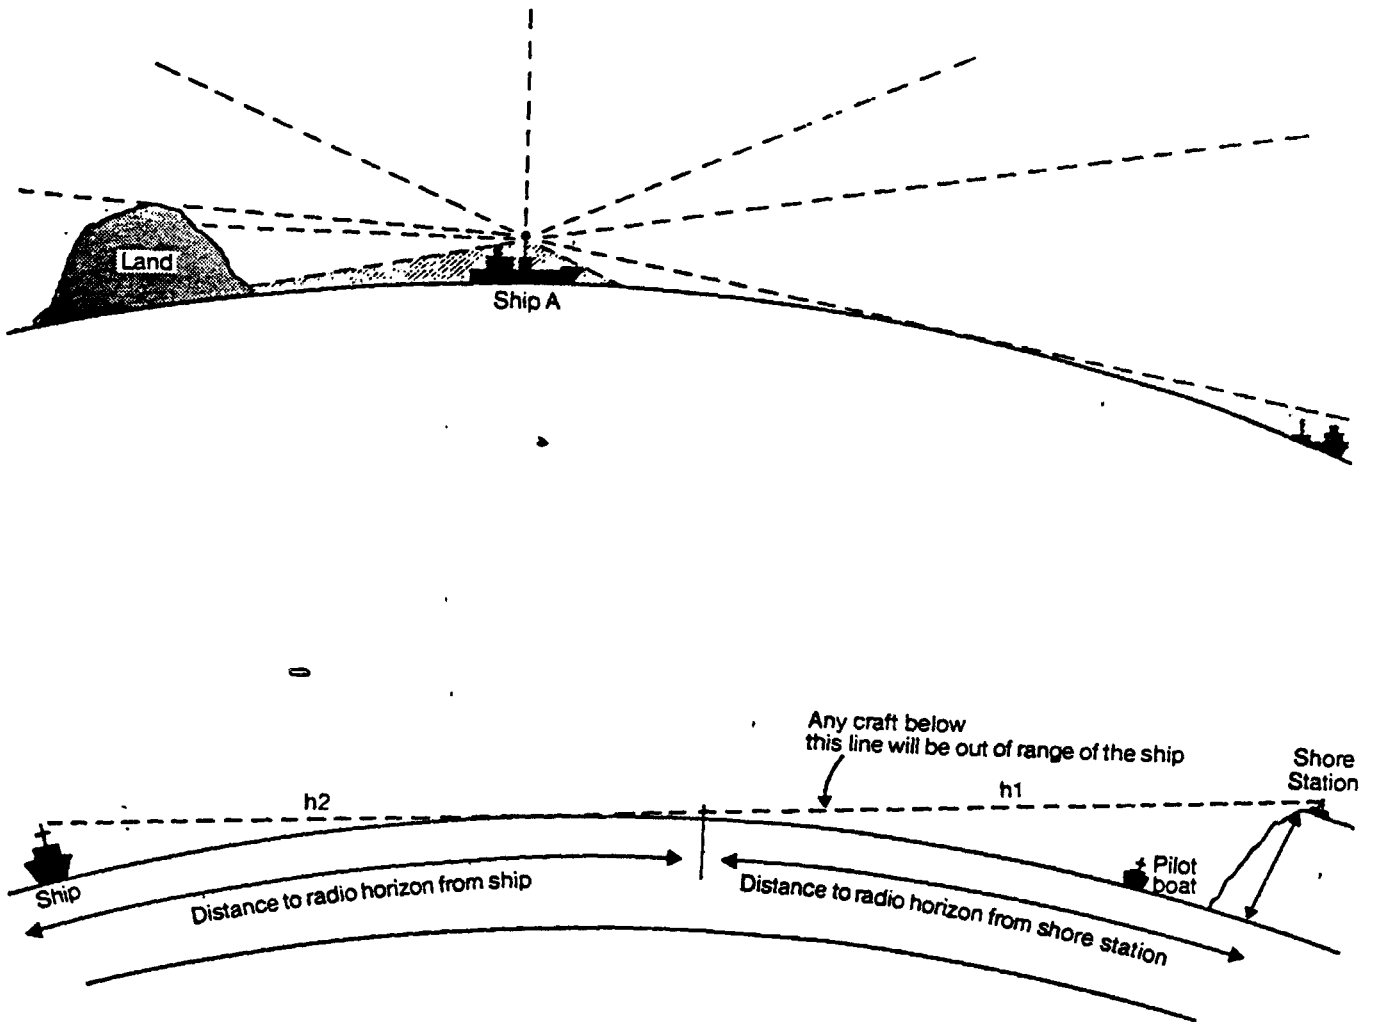 Land
Ship A
Any craft below
this line will be out of range of the ship
Shore
Station
h2
h1
Pilot
boat
Ship
Distance to radio horizon from ship
Distance to radio horizon from shore station